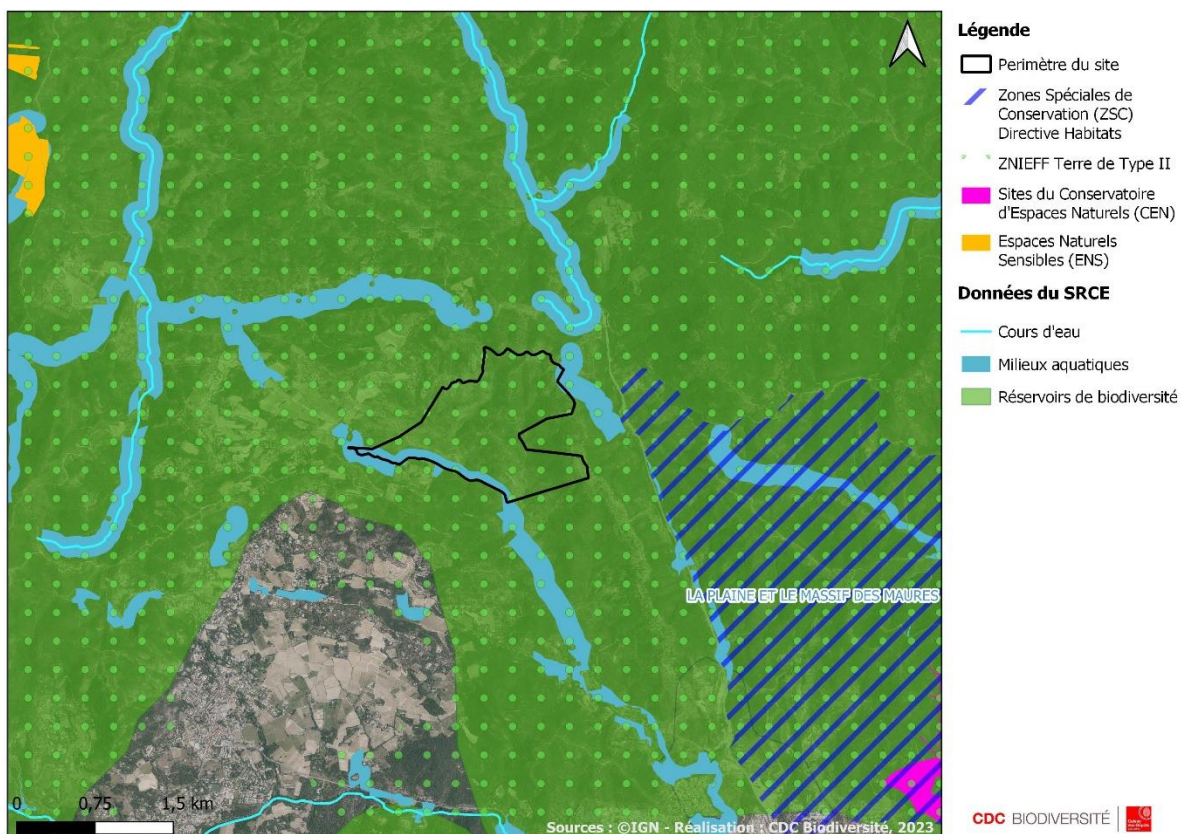 Légende
Perimètre du site
Zones Spéciales de
Conservation (ZSC)
Directive Habitats
ZNIEFF Terre de Type II
Sites du Conservatoire
d'Espaces Naturels (CEN)
Espaces Naturels
Sensibles (ENS)
Données du SRCE
Cours d'eau
Milieux aquatiques
Réservoirs de biodiversité
LA PLAINE ET LE MASSIF DES MAURES
0 0,75 1,5 km
Sources : ©IGN - Réalisation : CDC Biodiversité, 2023
CDC BIODIVERSITÉ